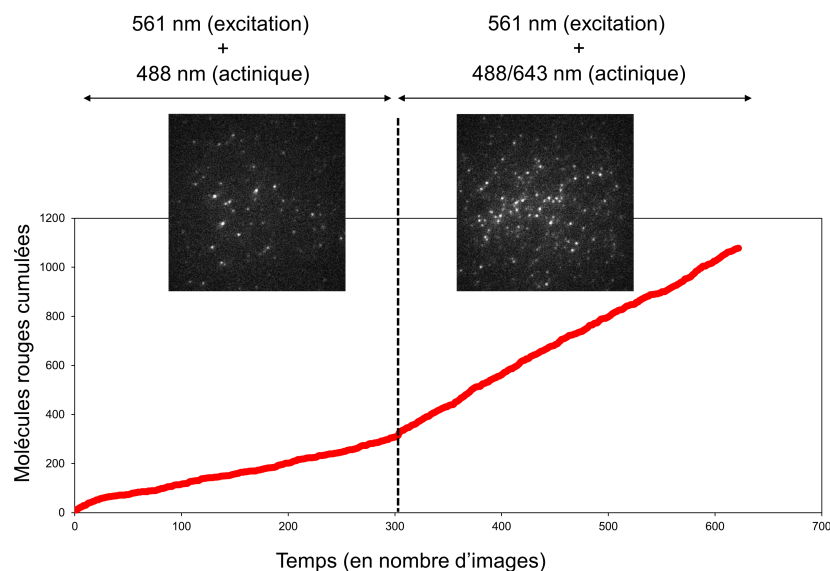 561 nm (excitation)
+
488 nm (actinique)
561 nm (excitation)
+
488/643 nm (actinique)
Molécules rouges cumulées
1200
1000
800
600
400
200
0
0
100
200
300
400
500
600
700
Temps (en nombre d’images)